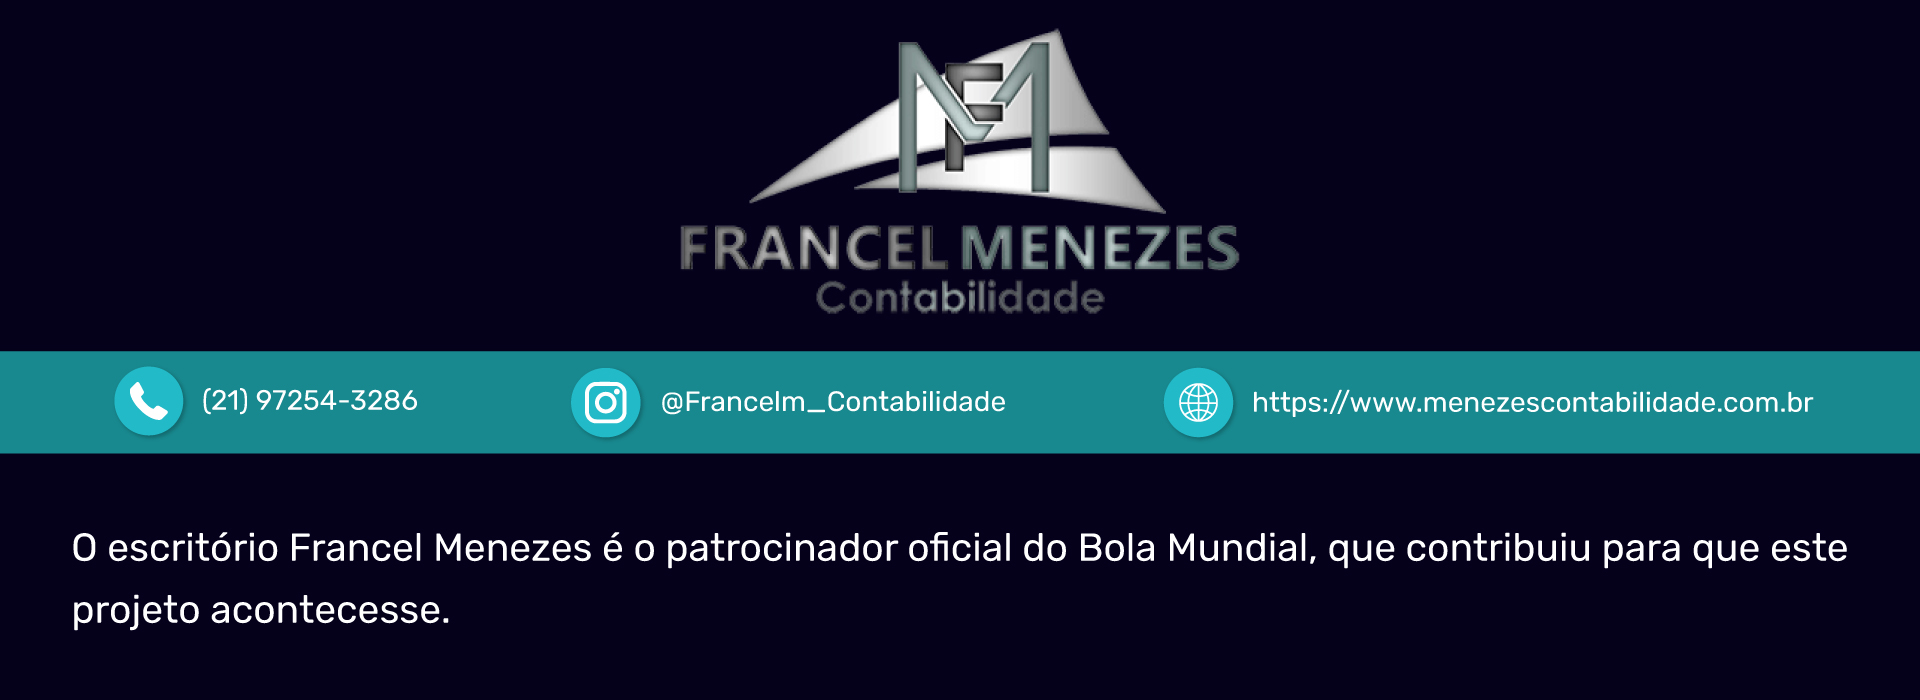 FM
FRANCEL MENEZES
Contabilidade
(21) 97254-3286
@Francelm_Contabilidade
https://www.menezescontabilidade.com.br
O escritório Francel Menezes é o patrocinador oficial do Bola Mundial, que contribuiu para que este
projeto acontecesse.